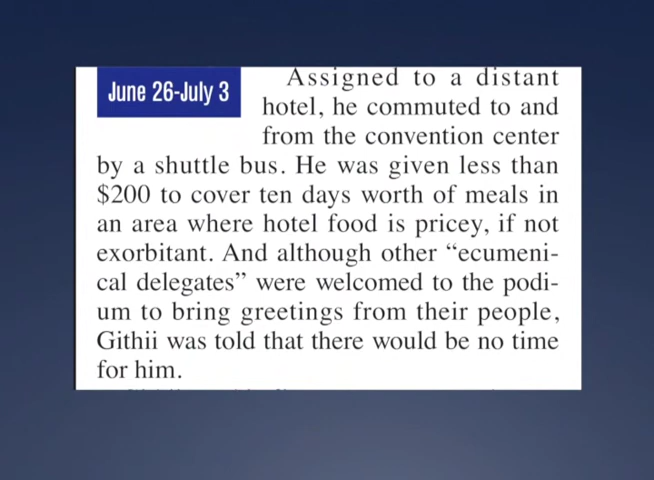 June 26-July 3
Assigned to a distant
hotel, he commuted to and
from the convention center
by a shuttle bus. He was given less than
$200 to cover ten days worth of meals in
an area where hotel food is pricey, if not
exorbitant. And although other “ecumeni-
cal delegates” were welcomed to the podi-
um to bring greetings from their people,
Githii was told that there would be no time
for him.